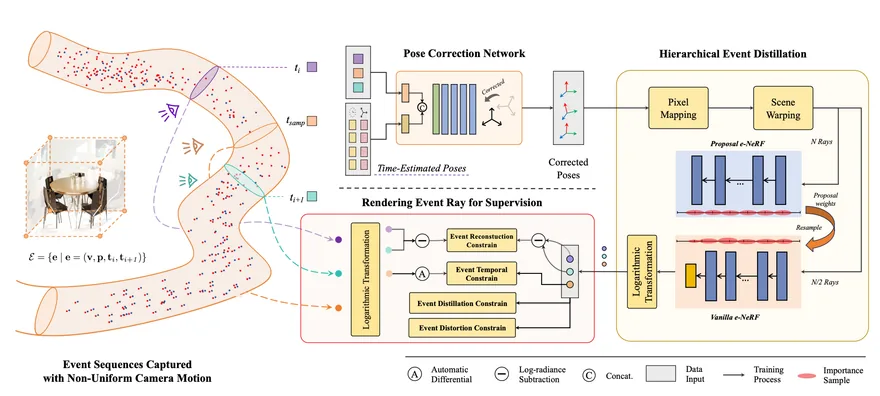 t_i
t_samp
t_{i+1}
ℰ = {e | e = (v, p, t_i, t_{i+1})}
Event Sequences Captured
with Non-Uniform Camera Motion
Pose Correction Network
C
Corrected
Time-Estimated Poses
Corrected
Poses
Hierarchical Event Distillation
Pixel
Mapping
Scene
Warping
N Rays
Proposal e-NeRF
...
Proposal
weights
Resample
...
Vanilla e-NeRF
N/2 Rays
Logarithmic
Transformation
Rendering Event Ray for Supervision
Logarithmic Transformation
Event Reconstuction
Constrain
A
Event Temporal
Constrain
Event Distillation Constrain
Event Distortion Constrain
A
Automatic
Differential
Log-radiance
Subtraction
C
Concat.
Data
Input
Training
Process
Importance
Sample